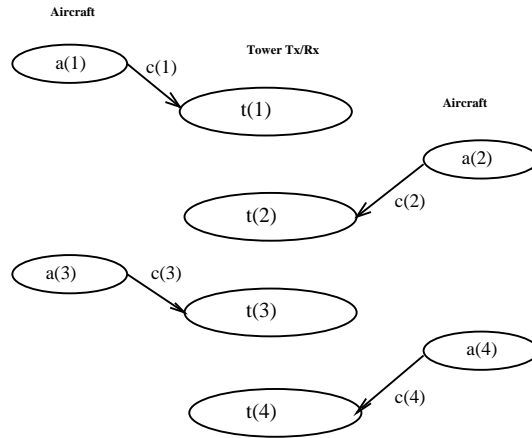 Aircraft
Tower Tx/Rx
a(1)
c(1)
t(1)
Aircraft
a(2)
c(2)
t(2)
a(3)
c(3)
t(3)
a(4)
c(4)
t(4)